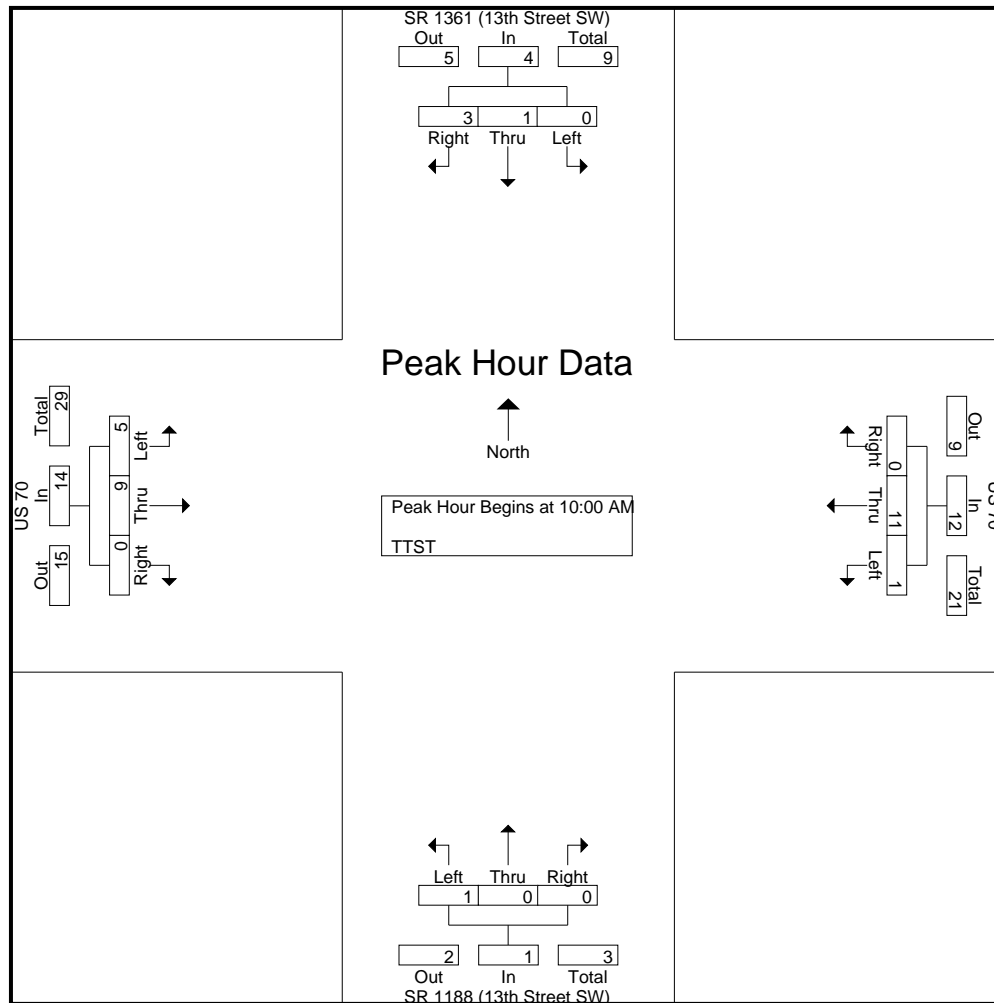 SR 1361 (13th Street SW)
Out In Total
5 4 9
3 1 0
Right Thru Left
Peak Hour Data
North
Peak Hour Begins at 10:00 AM
TTST
US 70
Total In Out
29 14 15
5 9 0
Left Thru Right
US 70
Out In Total
9 12 21
0 11 1
Right Thru Left
Left Thru Right
1 0 0
2 1 3
Out In Total
SR 1188 (13th Street SW)